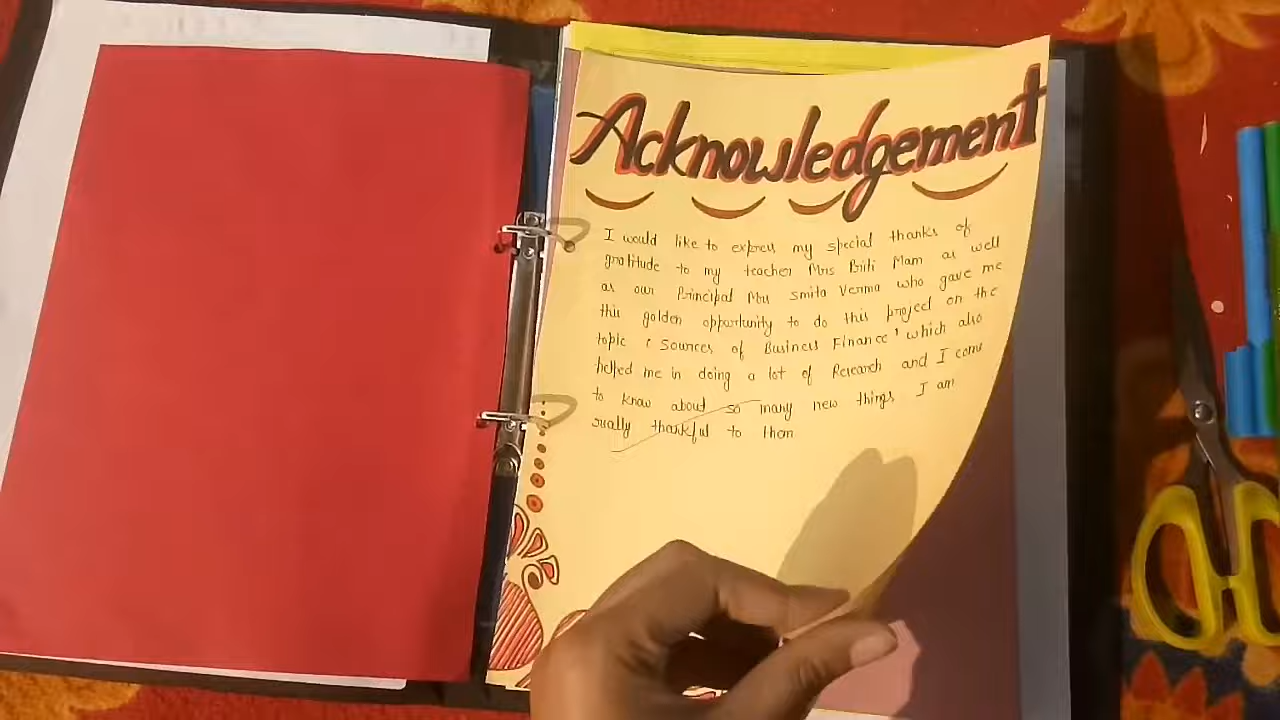 Acknowledgement
I would like to express my special thanks of
gratitude to my teacher Mrs Priti Mam as well
as our Principal Mrs Smita Verma who gave me
this golden opportunity to do this project on the
topic ' Sources of Business Finance ' which also
helped me in doing a lot of Research and I come
to know about so many new things. I am
really thankful to them